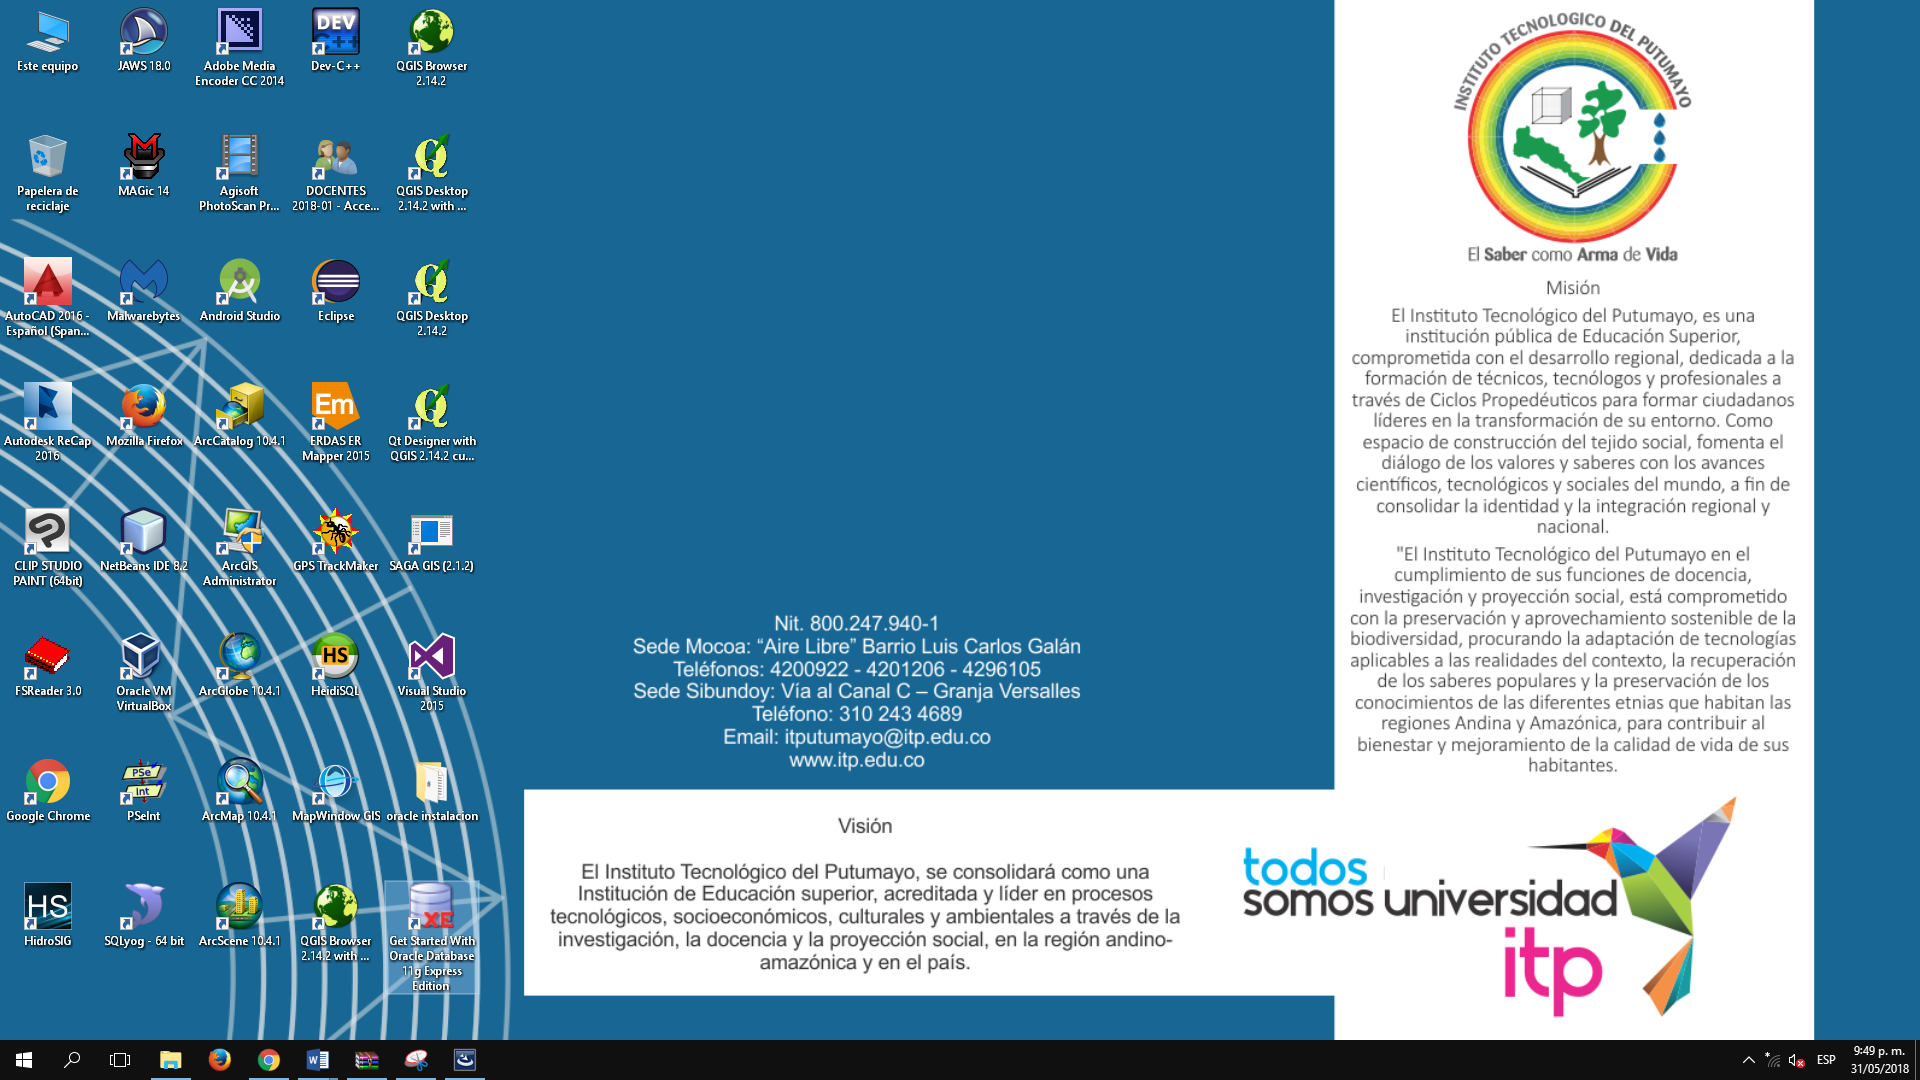 Este equipo
JAWS 18.0
Adobe Media
Encoder CC 2014
DEV
C++
Dev-C++
QGIS Browser
2.14.2
Papelera de
reciclaje
MAGic 14
Agisoft
PhotoScan Pr...
DOCENTES
2018-01 - Acce...
QGIS Desktop
2.14.2 with ...
AutoCAD 2016 -
Español (Span...
Malwarebytes
Android Studio
Eclipse
QGIS Desktop
2.14.2
Autodesk ReCap
2016
Mozilla Firefox
ArcCatalog 10.4.1
Em
ERDAS ER
Mapper 2015
Qt Designer with
QGIS 2.14.2 cu...
CLIP STUDIO
PAINT (64bit)
NetBeans IDE 8.2
ArcGIS
Administrator
GPS TrackMaker
SAGA GIS (2.1.2)
FSReader 3.0
Oracle VM
VirtualBox
ArcGlobe 10.4.1
HS
HeidiSQL
Visual Studio
2015
Google Chrome
PSe
Int
PSeInt
ArcMap 10.4.1
MapWindow GIS
oracle instalacion
HS
HidroSIG
SQLyog - 64 bit
ArcScene 10.4.1
QGIS Browser
2.14.2 with ...
XE
Get Started With
Oracle Database
11g Express
Edition
Nit. 800.247.940-1
Sede Mocoa: “Aire Libre” Barrio Luis Carlos Galán
Teléfonos: 4200922 - 4201206 - 4296105
Sede Sibundoy: Vía al Canal C – Granja Versalles
Teléfono: 310 243 4689
Email: itputumayo@itp.edu.co
www.itp.edu.co
Visión
El Instituto Tecnológico del Putumayo, se consolidará como una
Institución de Educación superior, acreditada y líder en procesos
tecnológicos, socioeconómicos, culturales y ambientales a través de la
investigación, la docencia y la proyección social, en la región andino-
amazónica y en el país.
INSTITUTO TECNOLOGICO DEL PUTUMAYO
El Saber como Arma de Vida
Misión
El Instituto Tecnológico del Putumayo, es una
institución pública de Educación Superior,
comprometida con el desarrollo regional, dedicada a la
formación de técnicos, tecnólogos y profesionales a
través de Ciclos Propedéuticos para formar ciudadanos
líderes en la transformación de su entorno. Como
espacio de construcción del tejido social, fomenta el
diálogo de los valores y saberes con los avances
científicos, tecnológicos y sociales del mundo, a fin de
consolidar la identidad y la integración regional y
nacional.
"El Instituto Tecnológico del Putumayo en el
cumplimiento de sus funciones de docencia,
investigación y proyección social, está comprometido
con la preservación y aprovechamiento sostenible de la
biodiversidad, procurando la adaptación de tecnologías
aplicables a las realidades del contexto, la recuperación
de los saberes populares y la preservación de los
conocimientos de las diferentes etnias que habitan las
regiones Andina y Amazónica, para contribuir al
bienestar y mejoramiento de la calidad de vida de sus
habitantes.
todos
somos universidad
itp
ESP
9:49 p. m.
31/05/2018